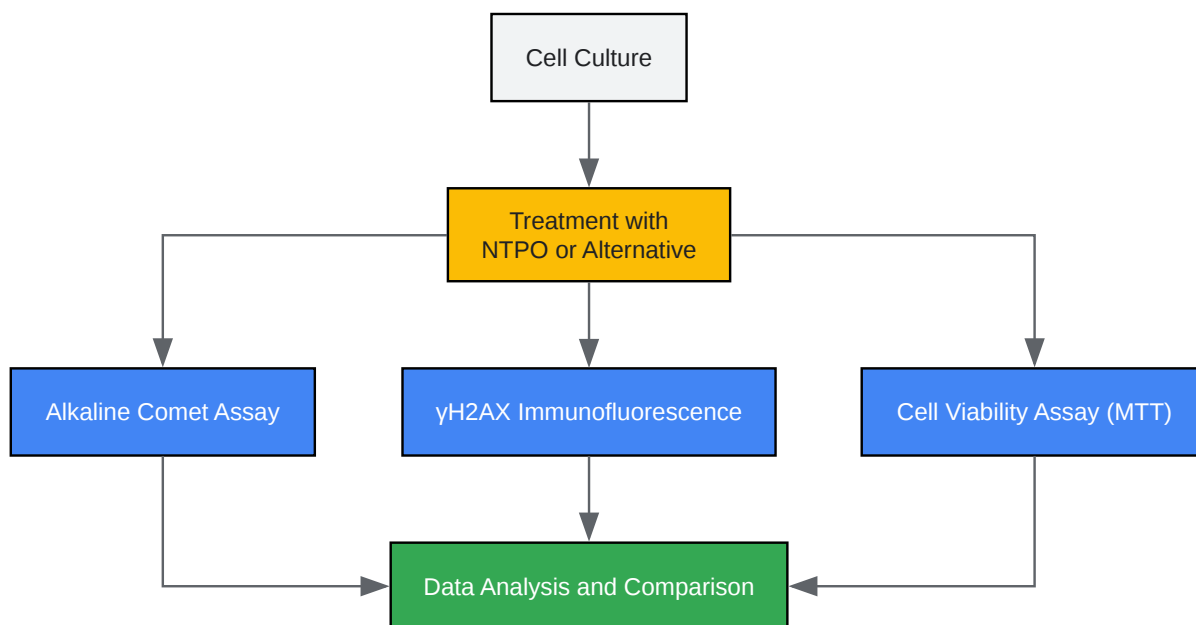 Cell Culture
Treatment with
NTPO or Alternative
Alkaline Comet Assay
γH2AX Immunofluorescence
Cell Viability Assay (MTT)
Data Analysis and Comparison